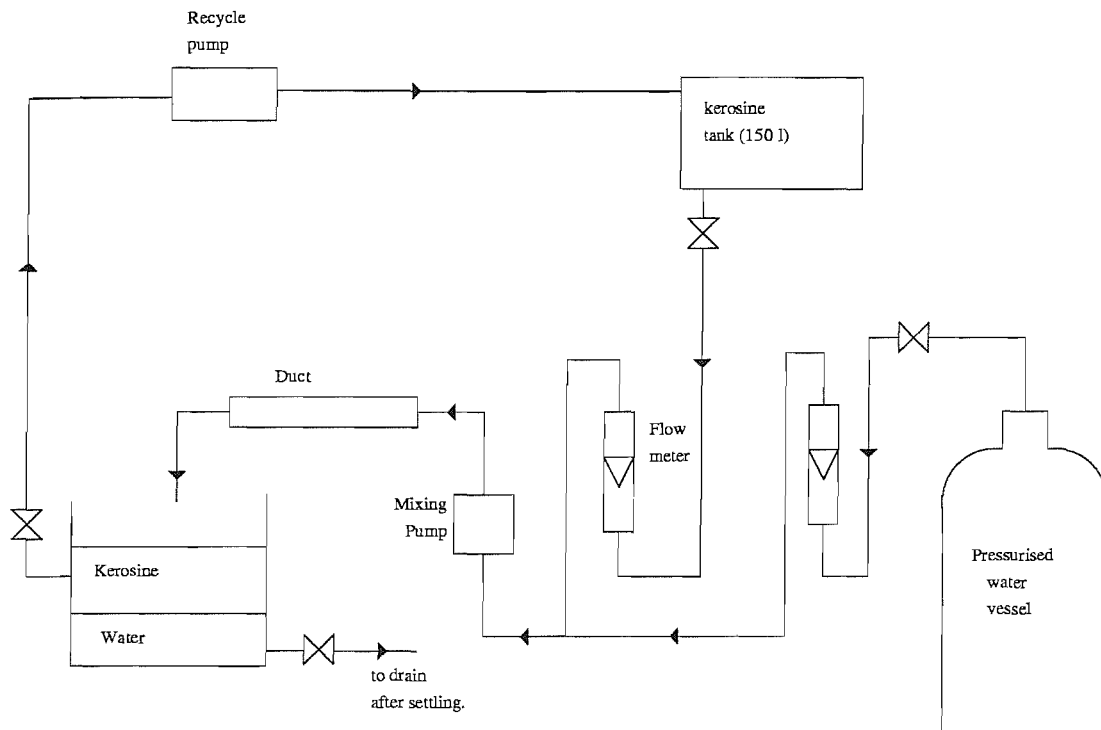 Recycle
pump
kerosine
tank (150 l)
Duct
Flow
meter
Mixing
Pump
Kerosine
Water
Pressurised
water
vessel
to drain
after settling.